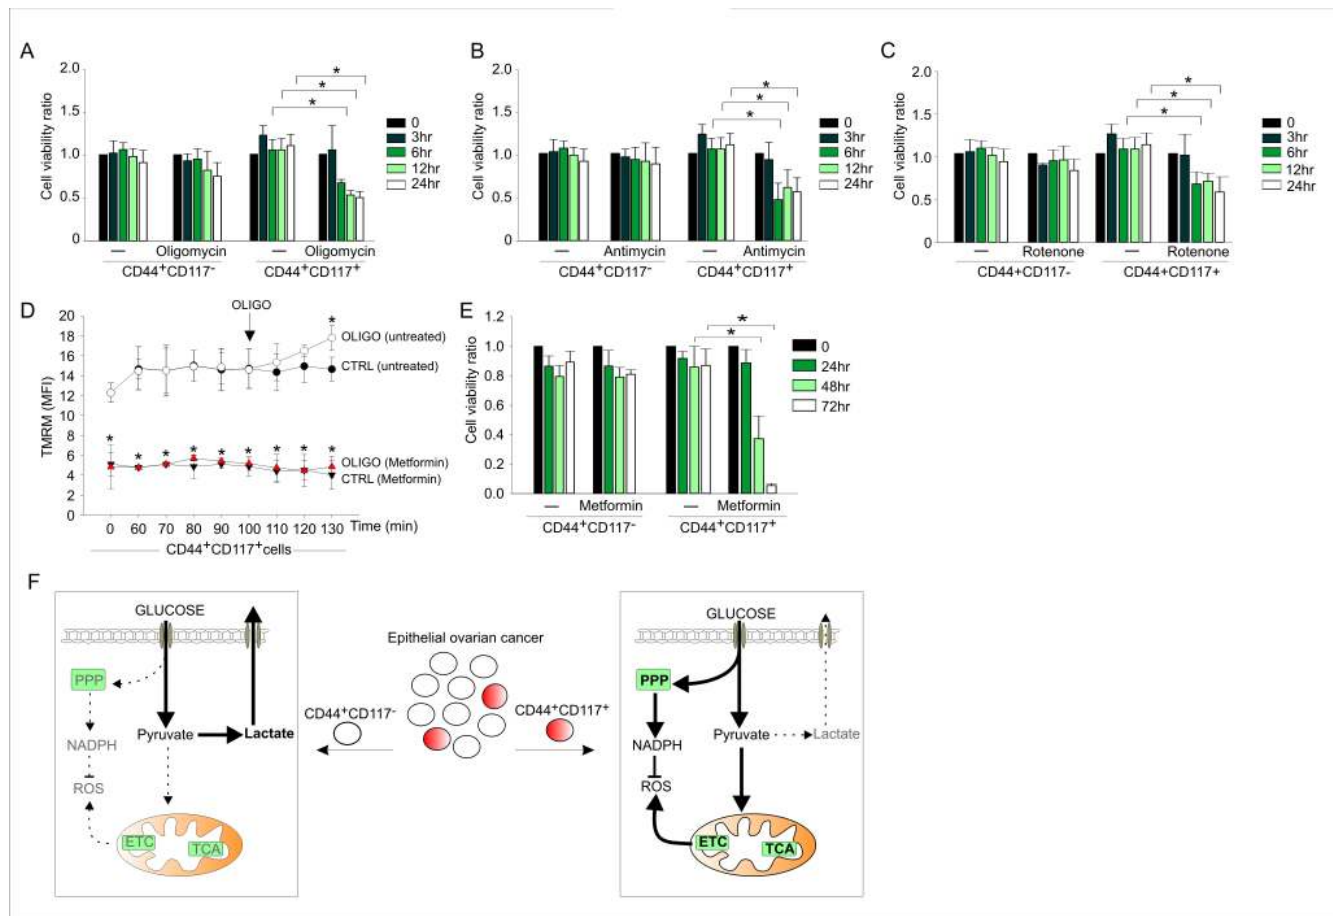 A
B
C
2.0
1.5
1.0
0.5
0
Cell viability ratio
*
*
*
0
3hr
6hr
12hr
24hr
— Oligomycin — Oligomycin
CD44+CD117- CD44+CD117+
2.0
1.5
1.0
0.5
0
Cell viability ratio
*
*
*
0
3hr
6hr
12hr
24hr
— Antimycin — Antimycin
CD44+CD117- CD44+CD117+
2.0
1.5
1.0
0.5
0
Cell viability ratio
*
*
*
0
3hr
6hr
12hr
24hr
— Rotenone — Rotenone
CD44+CD117- CD44+CD117+
D
OLIGO
20
18
16
14
12
10
8
6
4
2
0
TMRM (MFI)
*
OLIGO (untreated)
CTRL (untreated)
* * * * * * * * *
OLIGO (Metformin)
CTRL (Metformin)
0 60 70 80 90 100 110 120 130 Time (min)
CD44+CD117+cells
E
1.2
1.0
0.8
0.6
0.4
0.2
0.0
Cell viability ratio
*
*
0
24hr
48hr
72hr
— Metformin — Metformin
CD44+CD117- CD44+CD117+
F
GLUCOSE
PPP
NADPH
Pyruvate
Lactate
ROS
ETC
TCA
Epithelial ovarian cancer
CD44+CD117-
CD44+CD117+
GLUCOSE
PPP
NADPH
Pyruvate
Lactate
ROS
ETC
TCA